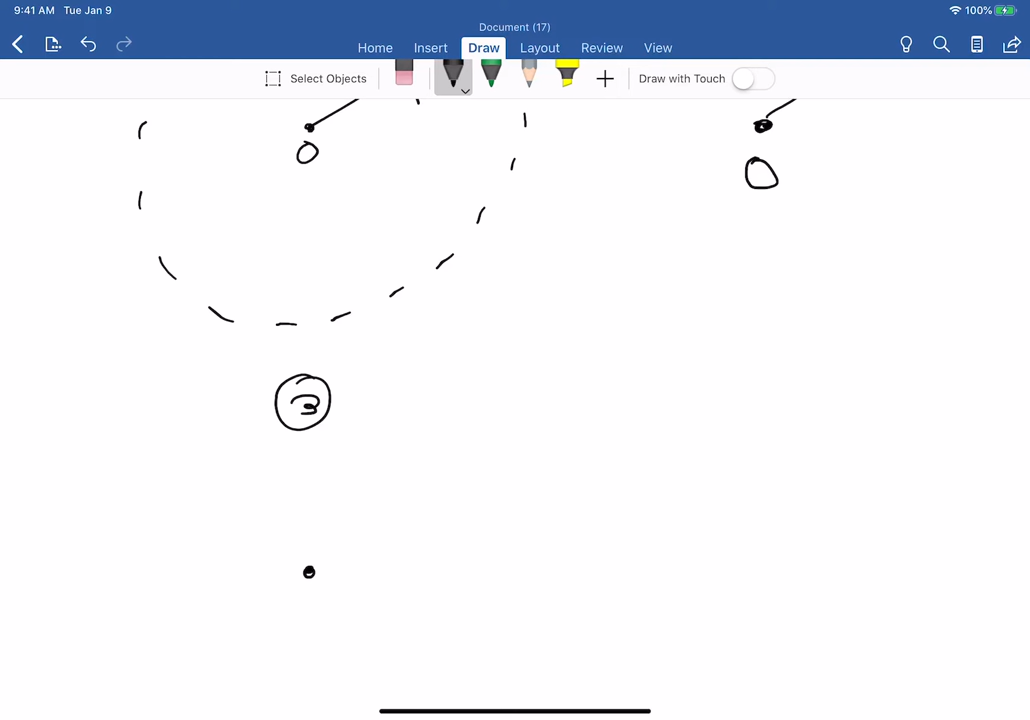 9:41 AM Tue Jan 9
100%
Document (17)
Home Insert Draw Layout Review View
Select Objects
Draw with Touch
O
O
3